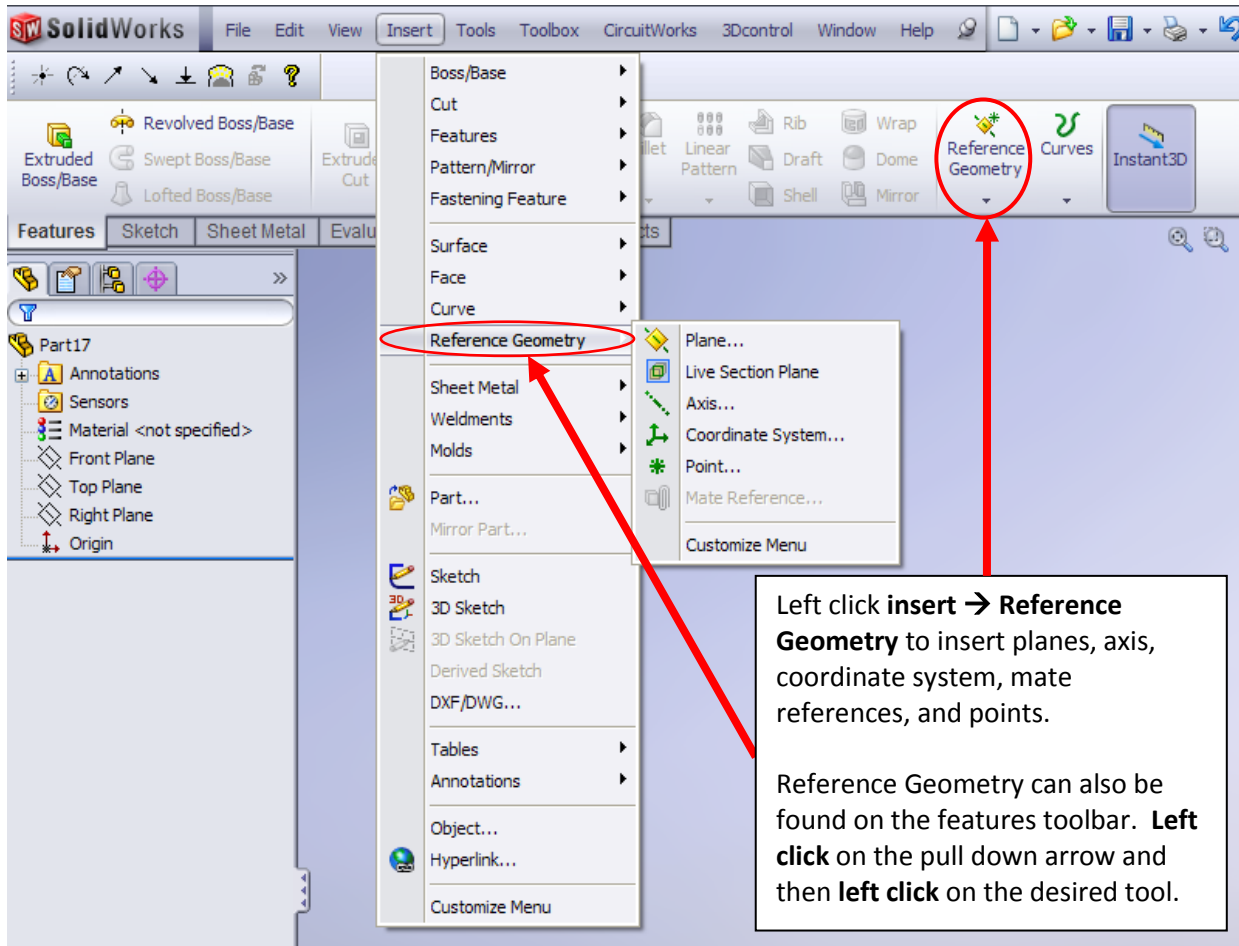 SolidWorks File Edit View Insert Tools Toolbox CircuitWorks 3Dcontrol Window Help
Extruded Boss/Base
Revolved Boss/Base
Swept Boss/Base
Lofted Boss/Base
Extrude
Cut
Linear
Pattern
Rib
Draft
Shell
Wrap
Dome
Mirror
Reference
Geometry
Curves
Instant3D
Features Sketch Sheet Metal Evalu
Part17
Annotations
Sensors
Material <not specified>
Front Plane
Top Plane
Right Plane
Origin
Boss/Base
Cut
Features
Pattern/Mirror
Fastening Feature
Surface
Face
Curve
Reference Geometry
Sheet Metal
Weldments
Molds
Part...
Mirror Part...
Sketch
3D Sketch
3D Sketch On Plane
Derived Sketch
DXF/DWG...
Tables
Annotations
Object...
Hyperlink...
Customize Menu
Plane...
Live Section Plane
Axis...
Coordinate System...
Point...
Mate Reference...
Customize Menu
Left click insert → Reference
Geometry to insert planes, axis,
coordinate system, mate
references, and points.
Reference Geometry can also be
found on the features toolbar. Left
click on the pull down arrow and
then left click on the desired tool.